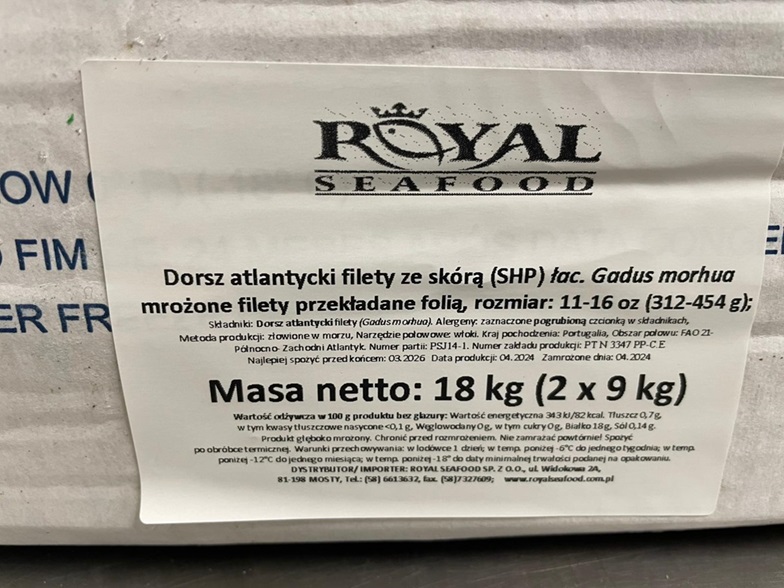 OW (
FIM
ER FR
E
ROYAL
SEAFOOD
Dorsz atlantycki filety ze skórą (SHP) łac. Gadus morhua
mrożone filety przekładane folią, rozmiar: 11-16 oz (312-454 g);
Składniki: Dorsz atlantycki filety (Gadus morhua). Alergeny: zaznaczone pogrubioną czcionką w składnikach,
Metoda produkcji: złowione w morzu, Narzędzie połowowe: włoki. Kraj pochodzenia: Portugalia, Obszar połowu: FAO 21-
Północno- Zachodni Atlantyk. Numer partii: PSJ14-1. Numer zakładu produkcji: PT N 3347 PP-C E
Najlepiej spożyć przed końcem: 03.2026 Data produkcji: 04.2024 Zamrożone dnia: 04.2024
Masa netto: 18 kg (2 x 9 kg)
Wartość odżywcza w 100 g produktu bez glazury: Wartość energetyczna 343 kJ/82 kcal. Tłuszcz 0,7g,
w tym kwasy tłuszczowe nasycone <0,1 g, Węglowodany 0g, w tym cukry 0g, Białko 18g, Sól 0,14 g.
Produkt głęboko mrożony. Chronić przed rozmrożeniem. Nie zamrażać powtórnie! Spożyć
po obróbce termicznej. Warunki przechowywania: w lodówce 1 dzień; w temp. poniżej -6°C do jednego tygodnia; w temp.
poniżej -12°C do jednego miesiąca; w temp. poniżej -18° do daty minimalnej trwałości podanej na opakowaniu.
DYSTRYBUTOR/ IMPORTER: ROYAL SEAFOOD SP. Z O.O., ul. Widokowa 2A,
81-198 MOSTY, Tel.: (58) 6613632, fax. (58)7327609; www.royalseafood.com.pl